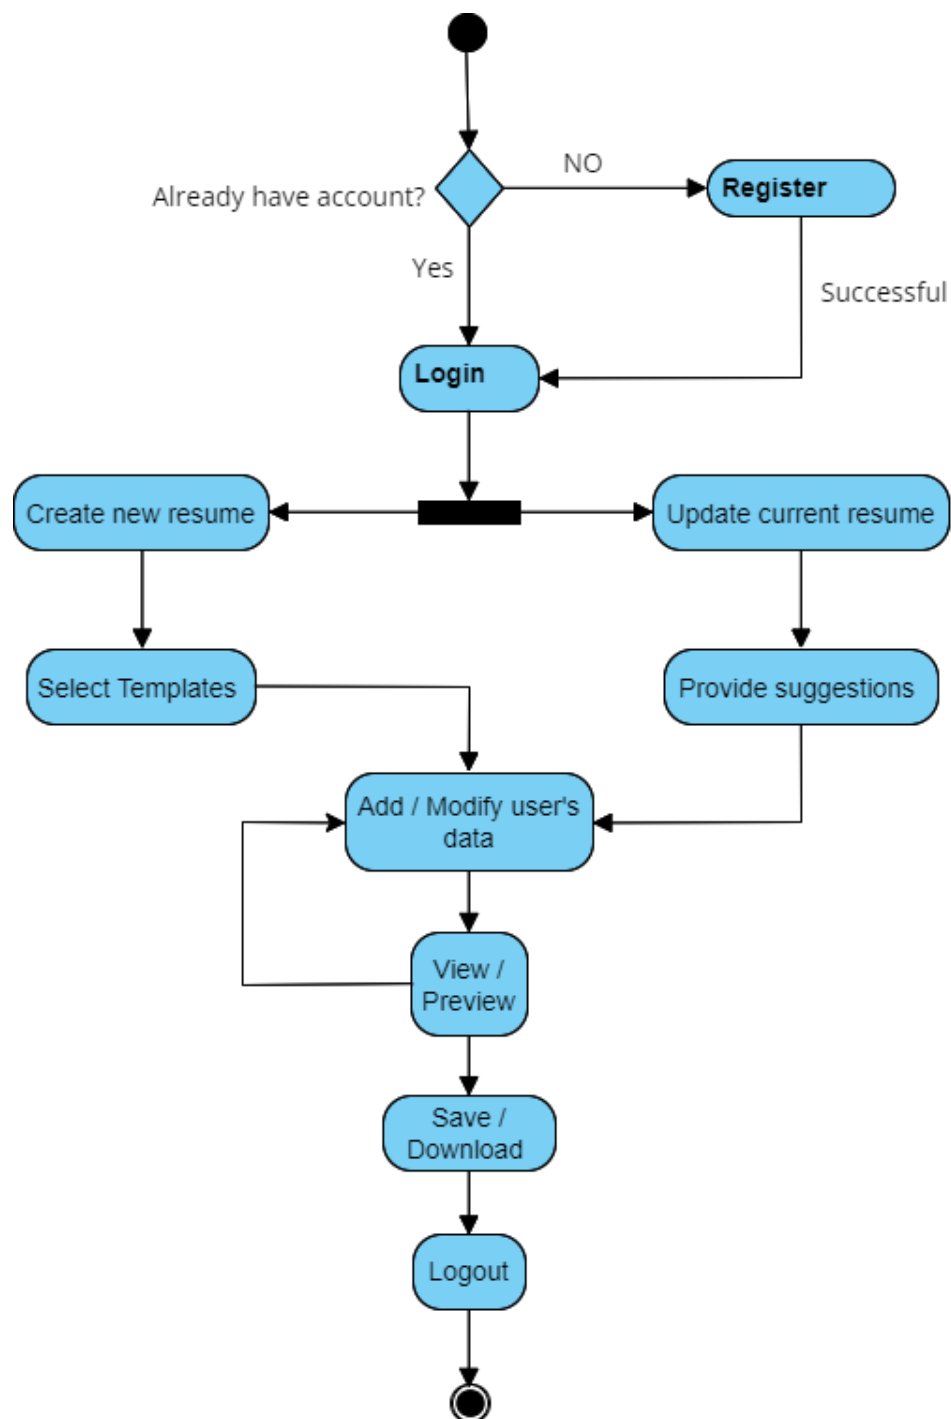 NO
Register
Already have account?
Yes
Successful
Login
Create new resume
Update current resume
Select Templates
Provide suggestions
Add / Modify user's
data
View /
Preview
Save /
Download
Logout